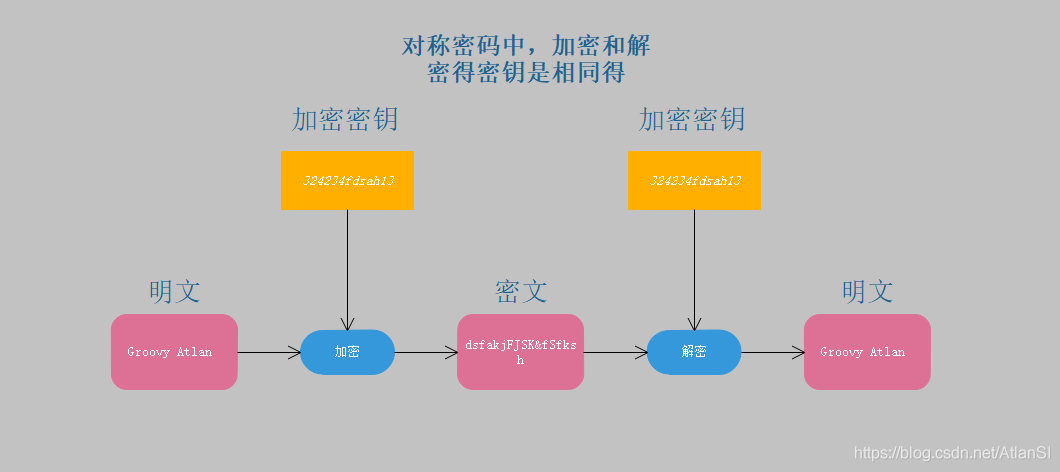 对称密码中，加密和解
密得密钥是相同得
加密密钥
加密密钥
324234fdsah13
324234fdsah13
明文
密文
明文
Groovy Atlan
加密
dsfakjFJSK&fSfks
h
解密
Groovy Atlan
https://blog.csdn.net/AtlanSI